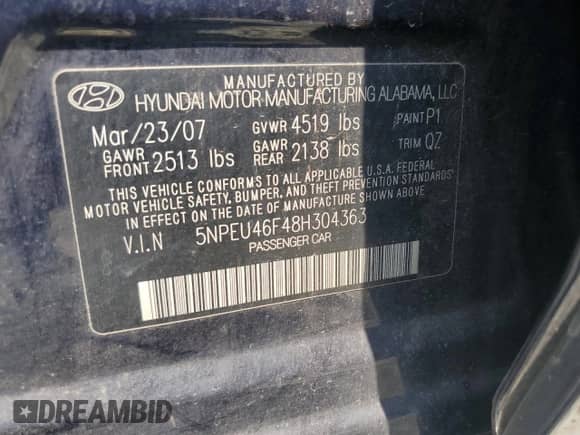 MANUFACTURED BY
HYUNDAI MOTOR MANUFACTURING ALABAMA, LLC
Mar/23/07 GVWR 4519 lbs PAINT P1
GAWR FRONT 2513 lbs GAWR REAR 2138 lbs TRIM QZ
THIS VEHICLE CONFORMS TO ALL APPLICABLE U.S.A. FEDERAL
MOTOR VEHICLE SAFETY, BUMPER, AND THEFT PREVENTION STANDARDS
IN EFFECT ON THE DATE OF MANUFACTURE SHOWN ABOVE.
V.I.N 5NPEU46F48H304363
PASSENGER CAR
DREAMBID